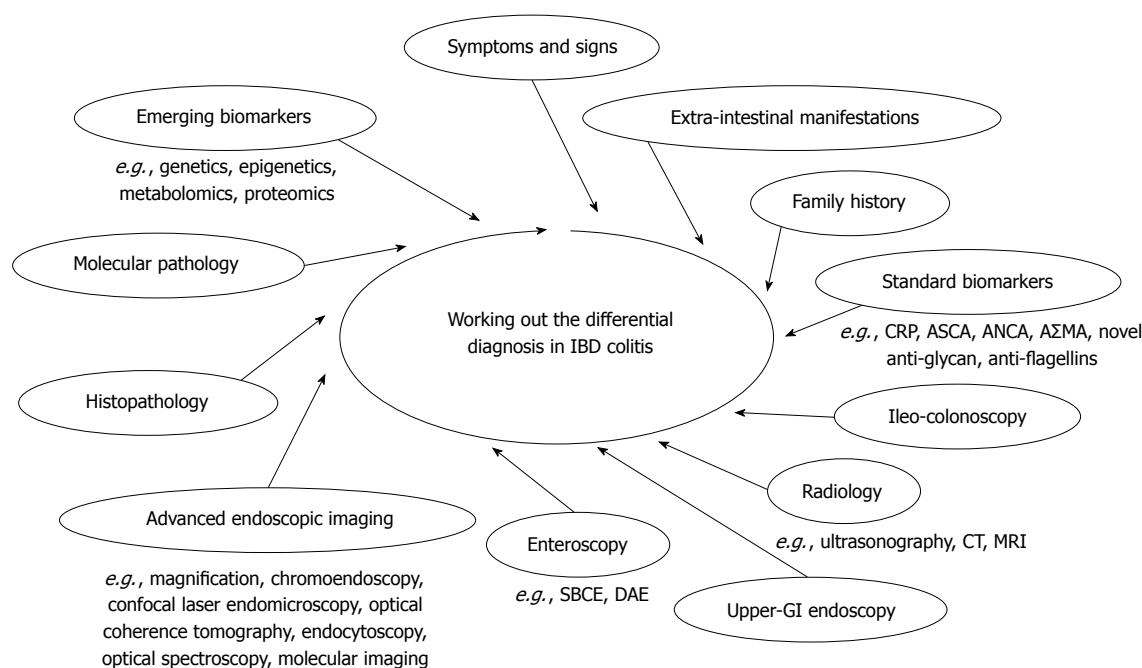 Symptoms and signs
Emerging biomarkers
e.g., genetics, epigenetics,
metabolomics, proteomics
Extra-intestinal manifestations
Family history
Molecular pathology
Standard biomarkers
e.g., CRP, ASCA, ANCA, AΣMA, novel
anti-glycan, anti-flagellins
Working out the differential
diagnosis in IBD colitis
Histopathology
Ileo-colonoscopy
Radiology
e.g., ultrasonography, CT, MRI
Advanced endoscopic imaging
e.g., magnification, chromoendoscopy,
confocal laser endomicroscopy, optical
coherence tomography, endocytoscopy,
optical spectroscopy, molecular imaging
Enteroscopy
e.g., SBCE, DAE
Upper-GI endoscopy